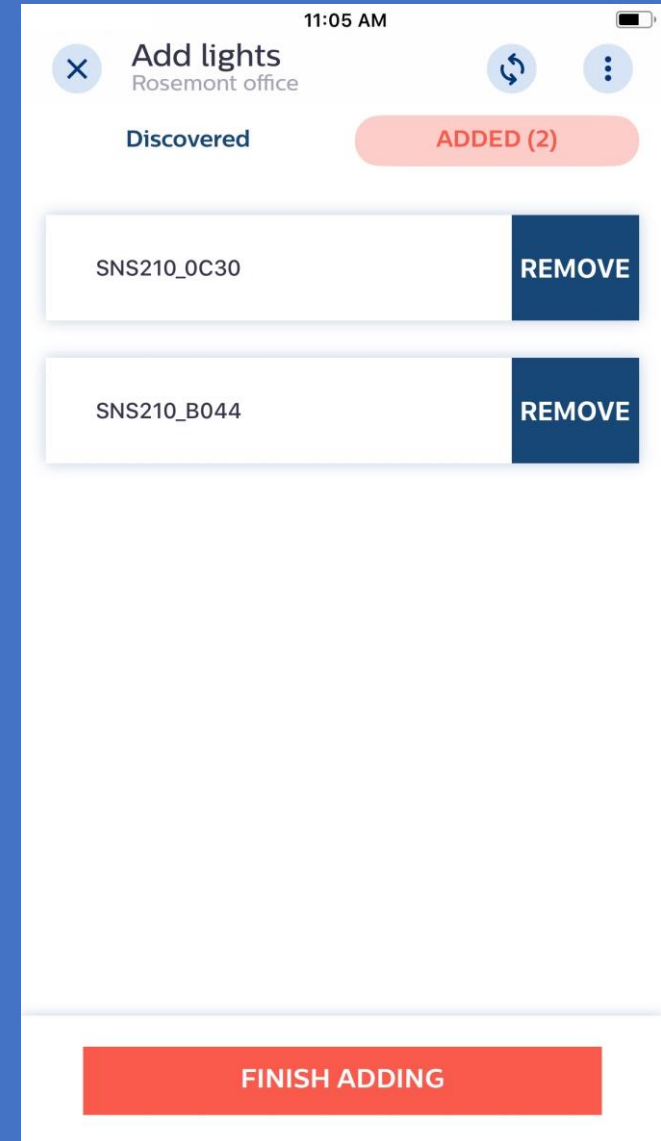 11:05 AM
Add lights
Rosemont office
Discovered
ADDED (2)
SNS210_0C30
REMOVE
SNS210_B044
REMOVE
FINISH ADDING